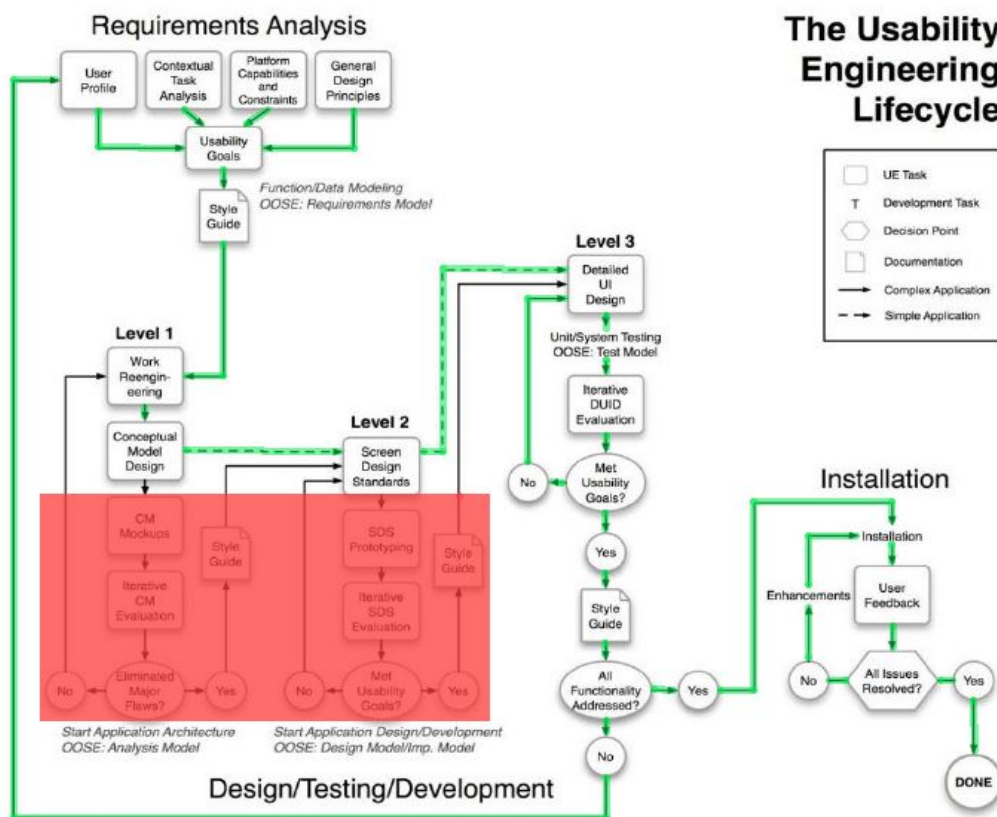 Requirements Analysis
The Usability
Engineering
Lifecycle
User
Profile
Contextual
Task
Analysis
Platform
Capabilities
and
Constraints
General
Design
Principles
Usability
Goals
Style
Guide
Function/Data Modeling
OOSE: Requirements Model
UE Task
T Development Task
Decision Point
Documentation
Complex Application
Simple Application
Level 1
Work
Reengin-
eering
Conceptual
Model
Design
CM
Mockups
Iterative
CM
Evaluation
Eliminated
Major
Flaws?
No
Yes
Style
Guide
Start Application Architecture
OOSE: Analysis Model
Level 2
Screen
Design
Standards
SDS
Prototyping
Iterative
SDS
Evaluation
Met
Usability
Goals?
No
Yes
Style
Guide
Start Application Design/Development
OOSE: Design Model/Imp. Model
Level 3
Detailed
UI
Design
Unit/System Testing
OOSE: Test Model
Iterative
DUID
Evaluation
Met
Usability
Goals?
No
Yes
Style
Guide
All
Functionality
Addressed?
Yes
No
Design/Testing/Development
Installation
Installation
Enhancements
User
Feedback
All Issues
Resolved?
No
Yes
DONE